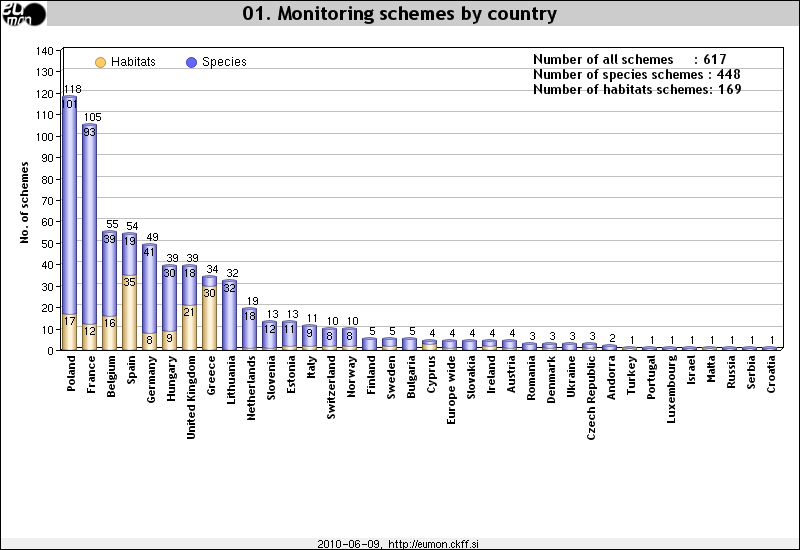 eu
mon
01. Monitoring schemes by country
Habitats Species
Number of all schemes : 617
Number of species schemes : 448
Number of habitats schemes: 169
No. of schemes
140
130
120
110
100
90
80
70
60
50
40
30
20
10
0
118 105 55 54 49 39 39 34 32 19 13 13 11 10 10 5 5 5 4 4 4 4 4 3 3 3 3 2 1 1 1 1 1 1 1 1
101 93 39 19 41 30 18 32 18 12 11 9 8 8
17 12 16 35 8 9 21 30
Poland
France
Belgium
Spain
Germany
Hungary
United Kingdom
Greece
Lithuania
Netherlands
Slovenia
Estonia
Italy
Switzerland
Norway
Finland
Sweden
Bulgaria
Cyprus
Europe wide
Slovakia
Ireland
Austria
Romania
Denmark
Ukraine
Czech Republic
Andorra
Turkey
Portugal
Luxembourg
Israel
Malta
Russia
Serbia
Croatia
2010-06-09, http://eumon.ckff.si